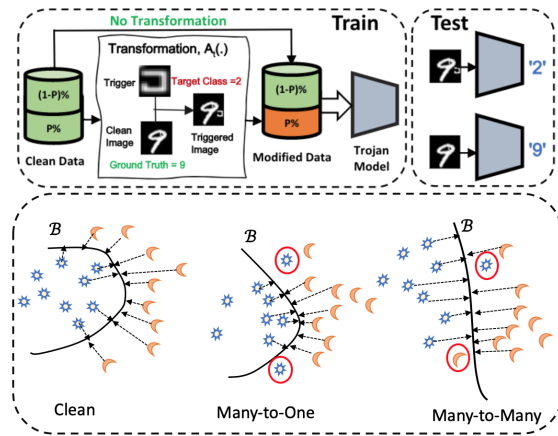 No Transformation
Train
Test
Transformation, Aₜ(.)
Trigger
Target Class =2
(1-P)%
P%
Clean Data
Clean
Image
Triggered
Image
Ground Truth = 9
(1-P)%
P%
Modified Data
Trojan
Model
'2'
'9'
ℬ
ℬ
ℬ
Clean
Many-to-One
Many-to-Many